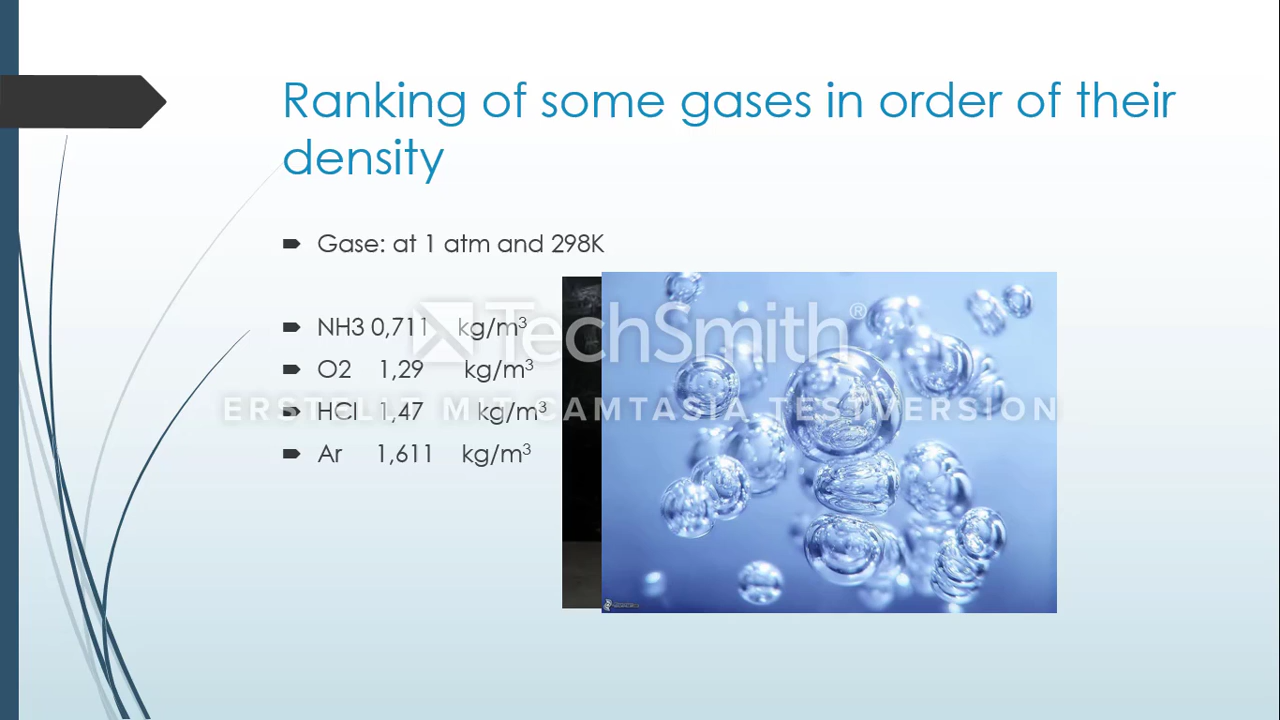 Ranking of some gases in order of their
density
Gase: at 1 atm and 298K
NH3 0,711 kg/m³
O2 1,29 kg/m³
HCl 1,47 kg/m³
Ar 1,611 kg/m³
TechSmith®
ERSTELLT MIT CAMTASIA TESTVERSION